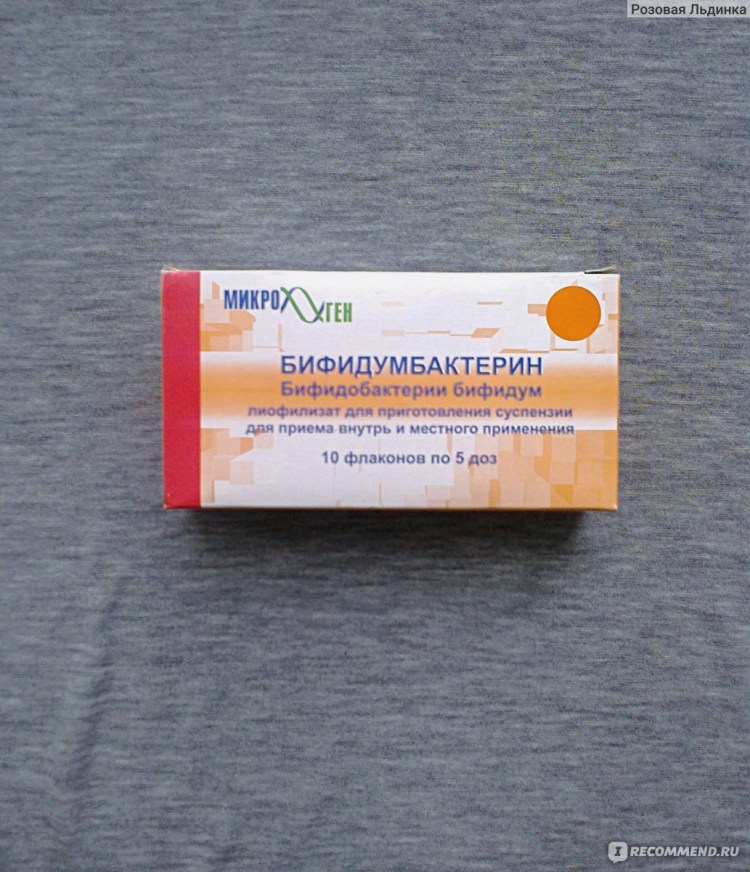 Розовая Льдинка
МИКРОГЕН
БИФИДУМБАКТЕРИН
Бифидобактерии бифидум
лиофилизат для приготовления суспензии
для приема внутрь и местного применения
10 флаконов по 5 доз
IRECOMMEND.RU